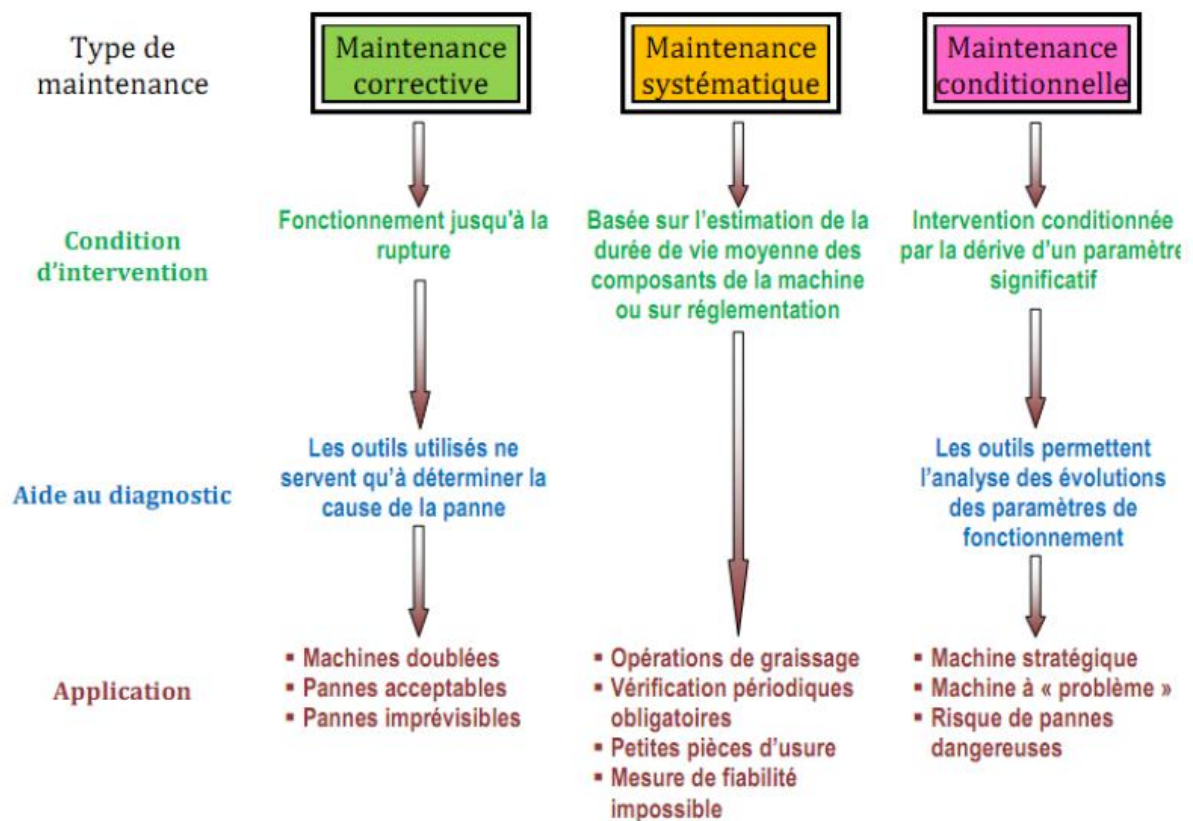 Type de
maintenance
Maintenance
corrective
Maintenance
systématique
Maintenance
conditionnelle
Condition
d'intervention
Fonctionnement jusqu'à la
rupture
Basée sur l'estimation de la
durée de vie moyenne des
composants de la machine
ou sur réglementation
Intervention conditionnée
par la dérive d'un paramètre
significatif
Aide au diagnostic
Les outils utilisés ne
servent qu'à déterminer la
cause de la panne
Les outils permettent
l'analyse des évolutions
des paramètres de
fonctionnement
Application
▪ Machines doublées
▪ Pannes acceptables
▪ Pannes imprévisibles
▪ Opérations de graissage
▪ Vérification périodiques
obligatoires
▪ Petites pièces d'usure
▪ Mesure de fiabilité
impossible
▪ Machine stratégique
▪ Machine à « problème »
▪ Risque de pannes
dangereuses